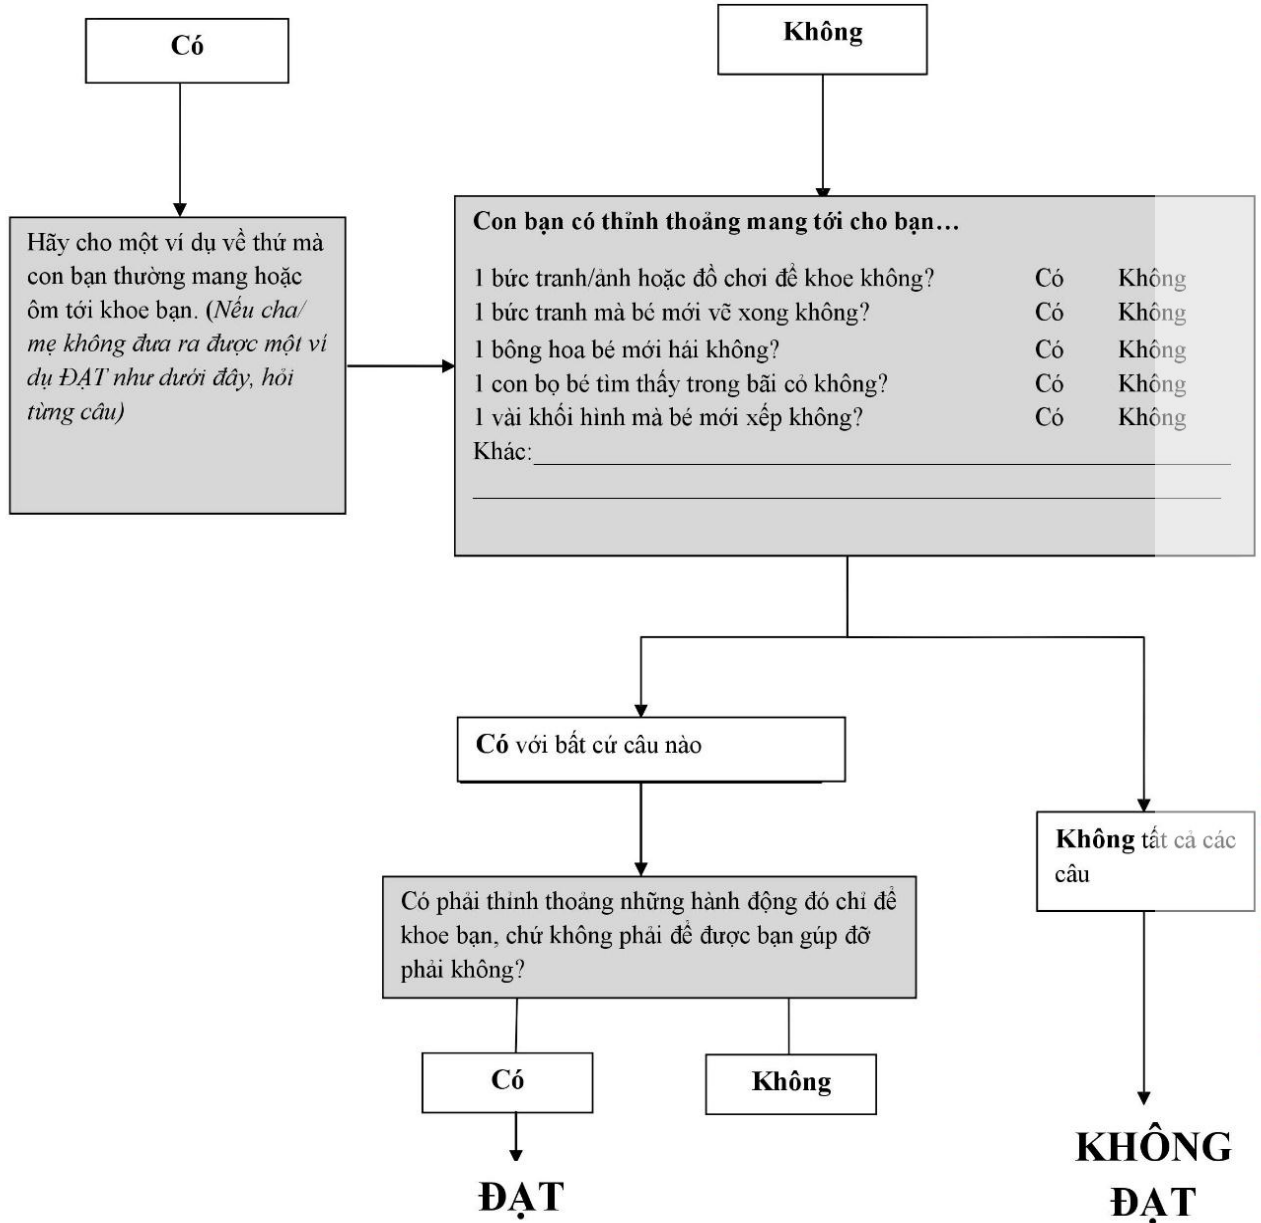 Có
Không
Hãy cho một ví dụ về thứ mà
con bạn thường mang hoặc
ôm tới khoe bạn. (Nếu cha/
mẹ không đưa ra được một ví
dụ ĐẠT như dưới đây, hỏi
từng câu)
Con bạn có thỉnh thoảng mang tới cho bạn…
1 bức tranh/ảnh hoặc đồ chơi để khoe không? Có Không
1 bức tranh mà bé mới vẽ xong không? Có Không
1 bông hoa bé mới hái không? Có Không
1 con bọ bé tìm thấy trong bãi cỏ không? Có Không
1 vài khối hình mà bé mới xếp không? Có Không
Khác:
Có với bất cứ câu nào
Không tất cả các
câu
Có phải thỉnh thoảng những hành động đó chỉ để
khoe bạn, chứ không phải để được bạn gúp đỡ
phải không?
Có
Không
ĐẠT
KHÔNG
ĐẠT